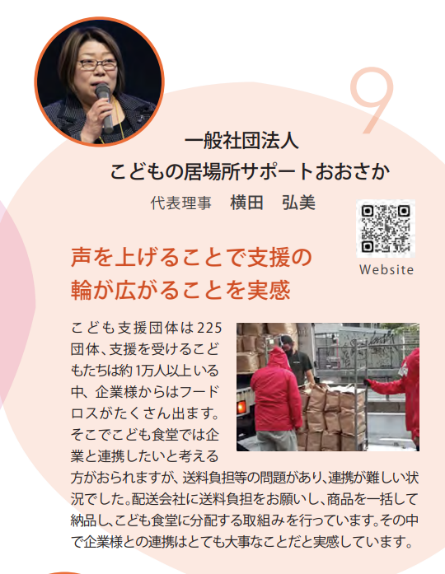 9
一般社団法人
こどもの居場所サポートおおさか
代表理事 横田 弘美
Website
声を上げることで支援の
輪が広がることを実感
こども支援団体は225
団体、支援を受けるこど
もたちは約1万人以上いる
中、企業様からはフード
ロスがたくさん出ます。
そこでこども食堂では企
業と連携したいと考える
方がおられますが、送料負担等の問題があり、連携が難しい状
況でした。配送会社に送料負担をお願いし、商品を一括して
納品し、こども食堂に分配する取組みを行っています。その中
で企業様との連携はとても大事なことだと実感しています。